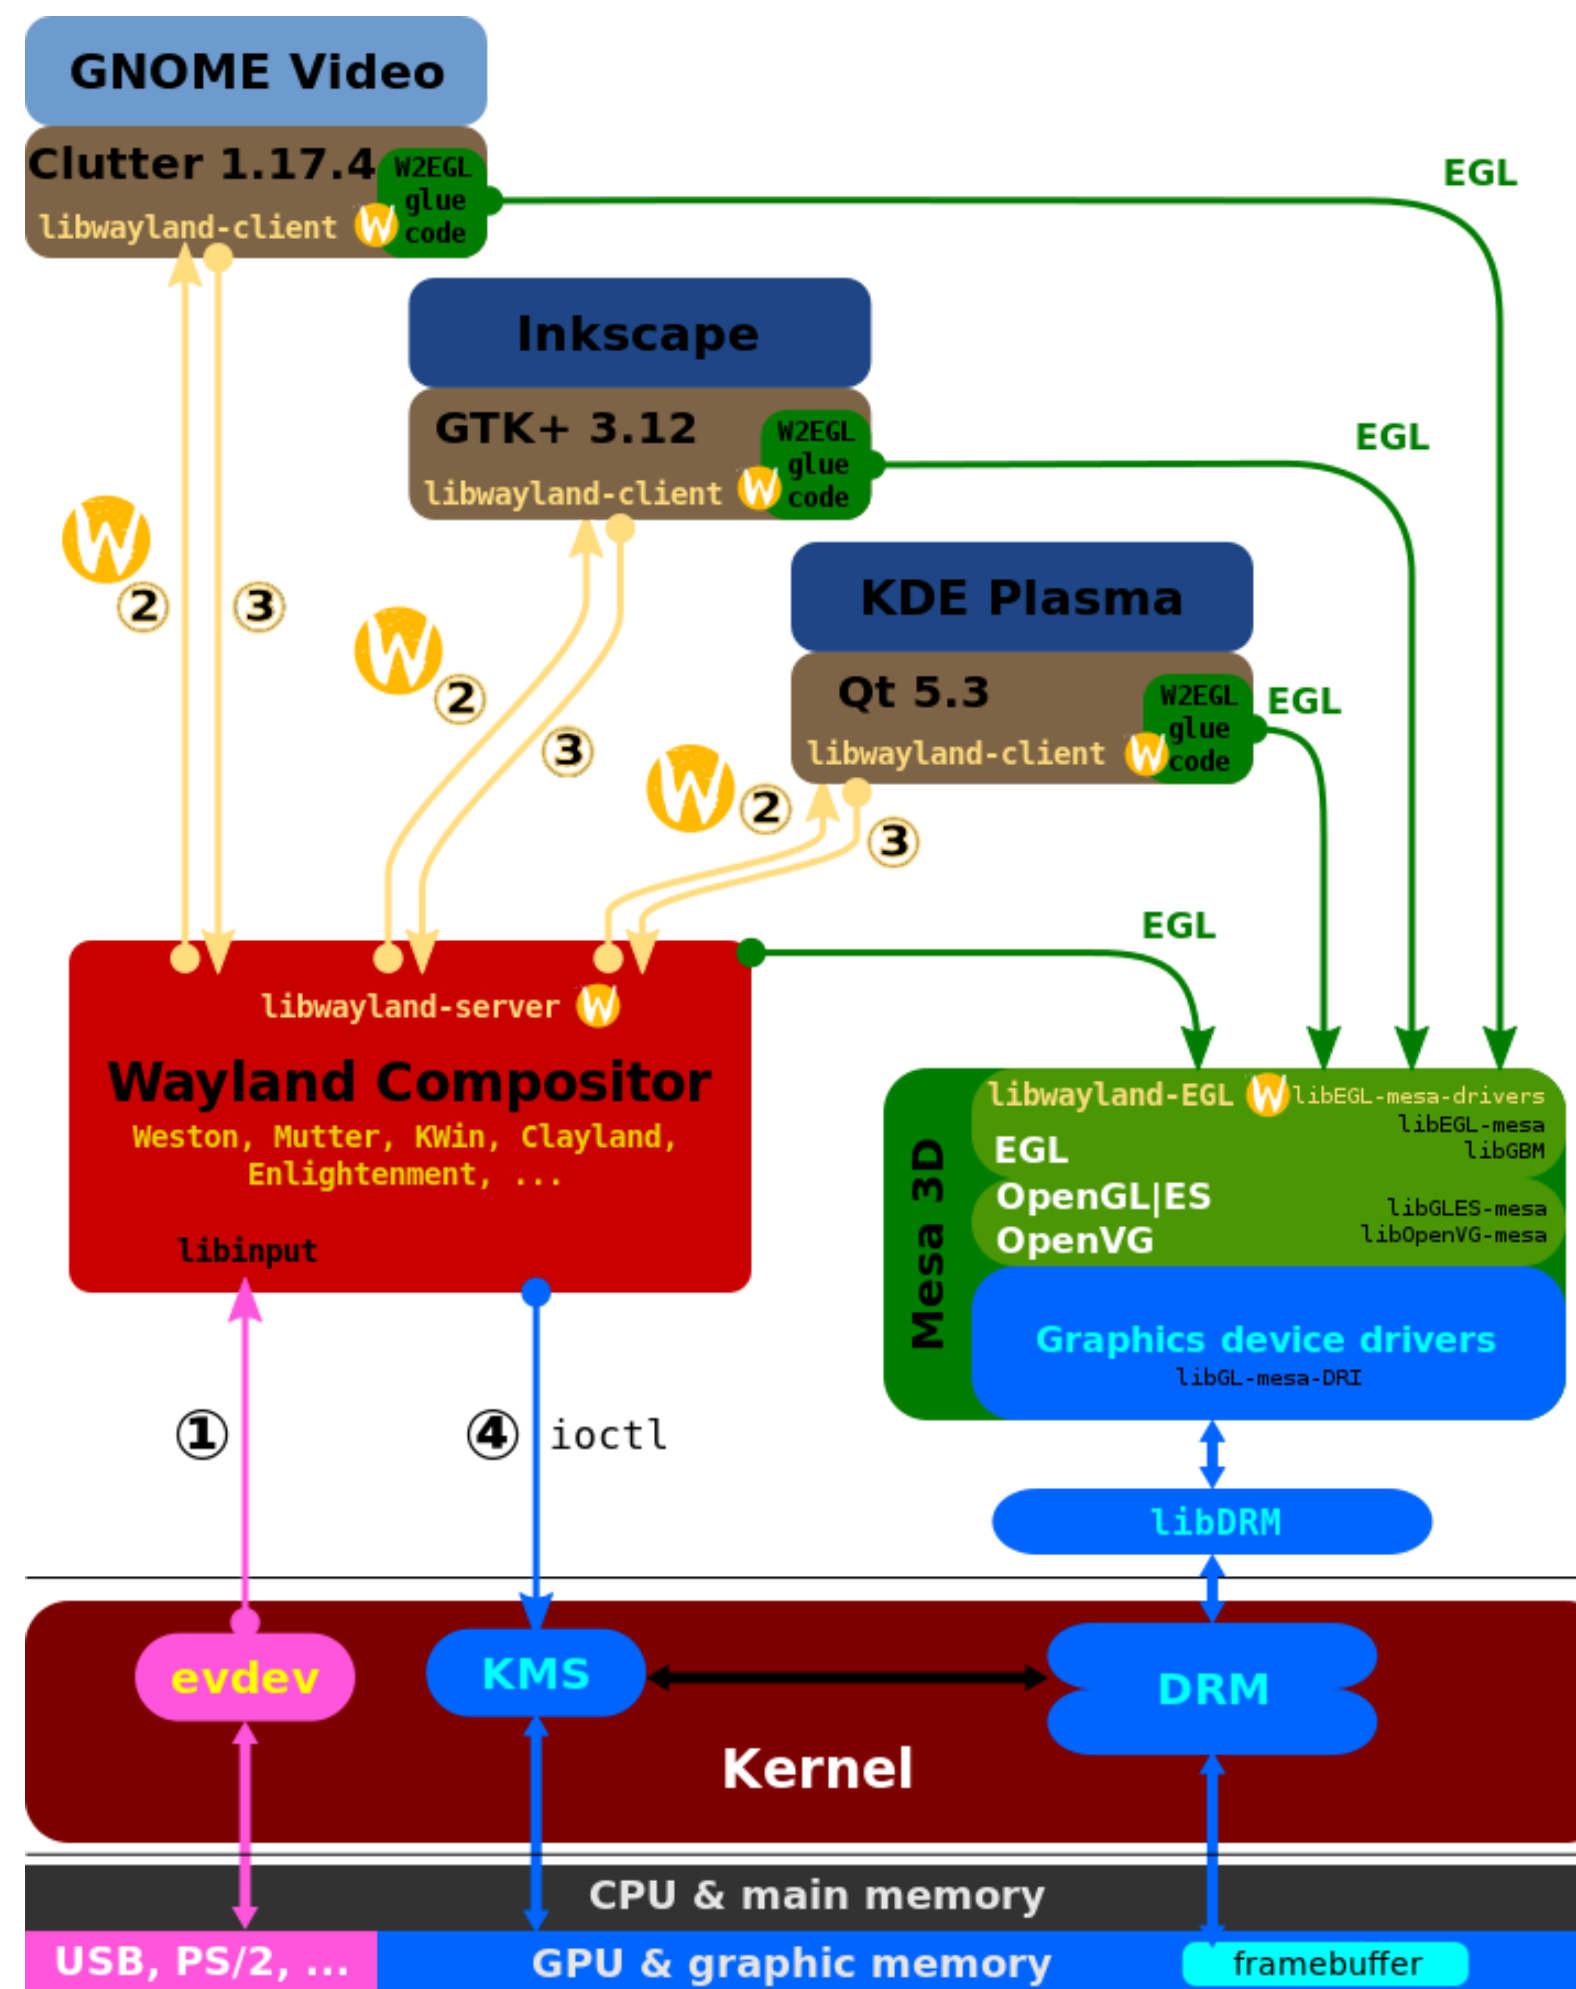 GNOME Video
Clutter 1.17.4
W2EGL
glue
code
libwayland-client
W
EGL
Inkscape
GTK+ 3.12
W2EGL
glue
code
libwayland-client
W
EGL
KDE Plasma
Qt 5.3
W2EGL
glue
code
libwayland-client
W
EGL
W
② ③
W
②
③
W
②
③
EGL
libwayland-server W
Wayland Compositor
Weston, Mutter, KWin, Clayland,
Enlightenment, ...
libinput
Mesa 3D
libwayland-EGL W libEGL-mesa-drivers
libEGL-mesa
EGL
libGBM
OpenGL|ES
libGLES-mesa
OpenVG
libOpenVG-mesa
Graphics device drivers
libGL-mesa-DRI
① ④ ioctl
libDRM
evdev
KMS
DRM
Kernel
CPU & main memory
USB, PS/2, ...
GPU & graphic memory
framebuffer